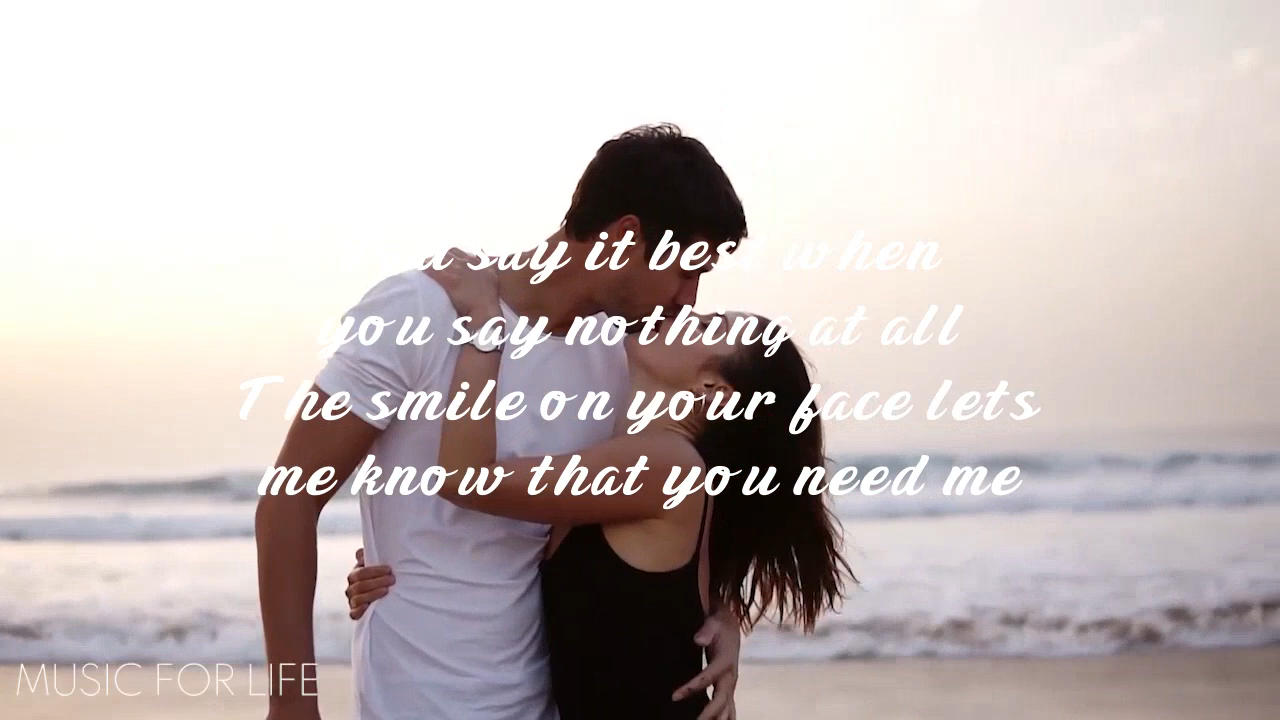 say it best when
you say nothing at all
The smile on your face lets
me know that you need me
MUSIC FOR LIFE